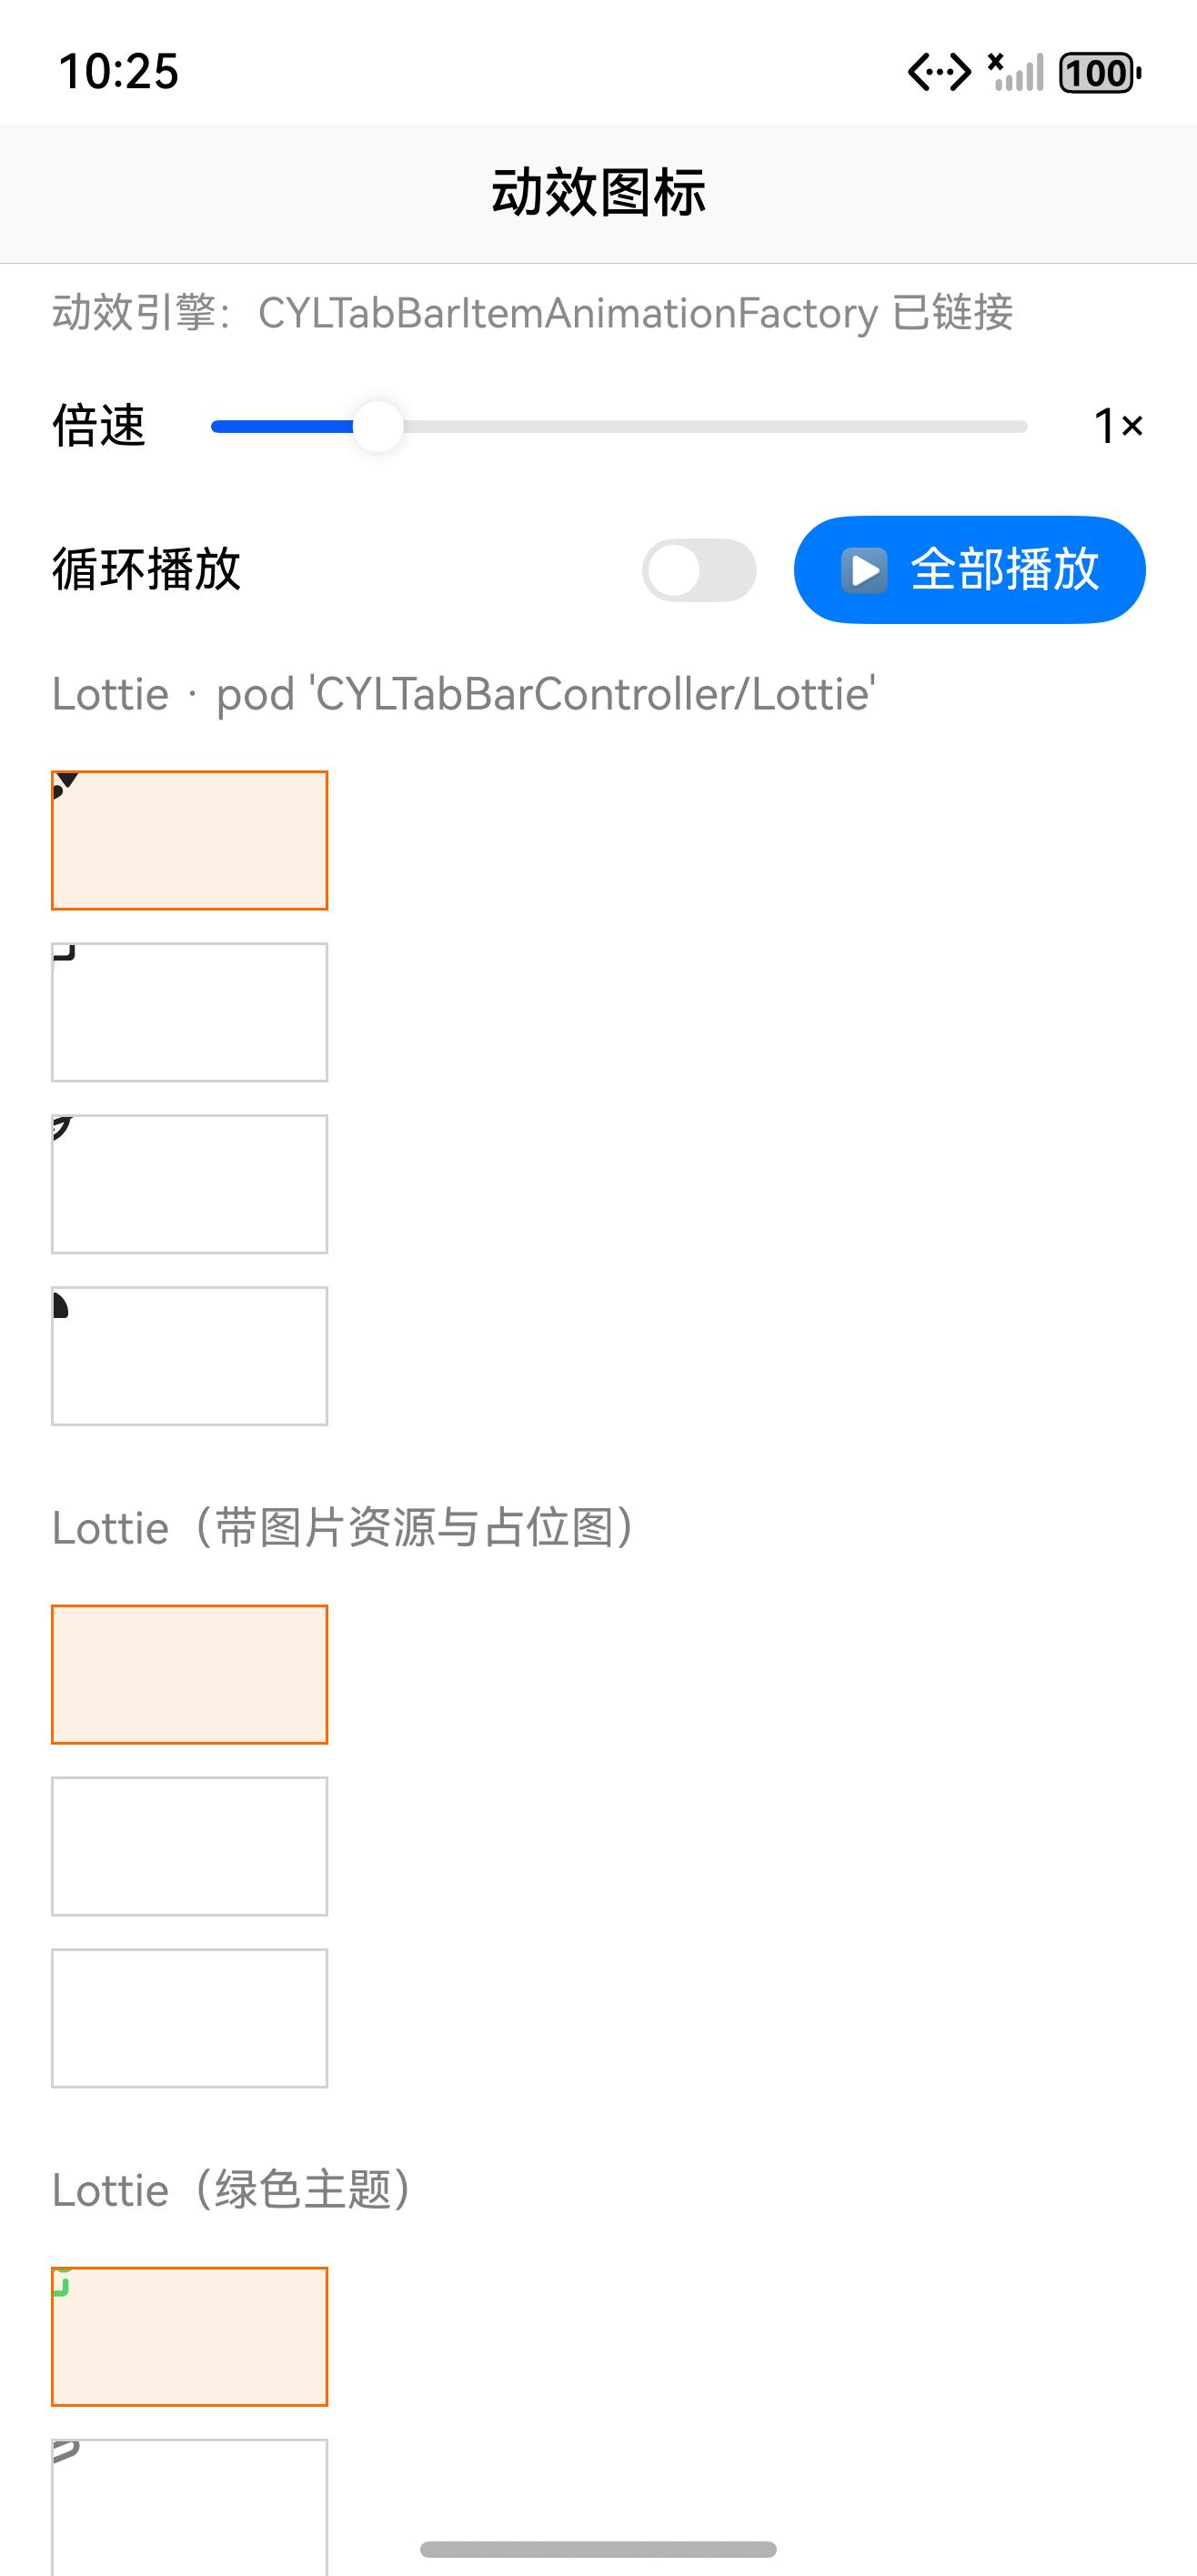 10:25
100
动效图标
动效引擎：CYLTabBarItemAnimationFactory 已链接
倍速 1×
循环播放 全部播放
Lottie · pod 'CYLTabBarController/Lottie'
Lottie（带图片资源与占位图）
Lottie（绿色主题）